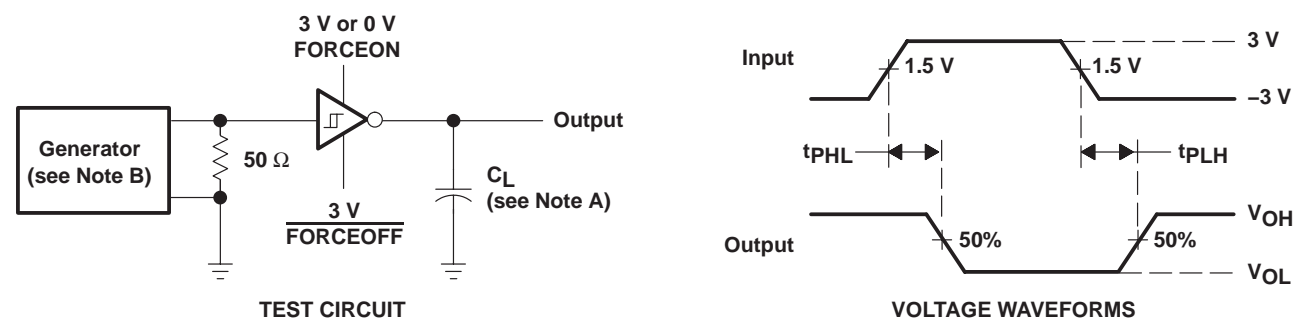 3 V or 0 V
FORCEON
Generator
(see Note B)
50 Ω
Output
CL
(see Note A)
3 V
FORCEOFF
TEST CIRCUIT
Input
3 V
1.5 V
1.5 V
–3 V
tPHL
tPLH
Output
VOH
50%
50%
VOL
VOLTAGE WAVEFORMS